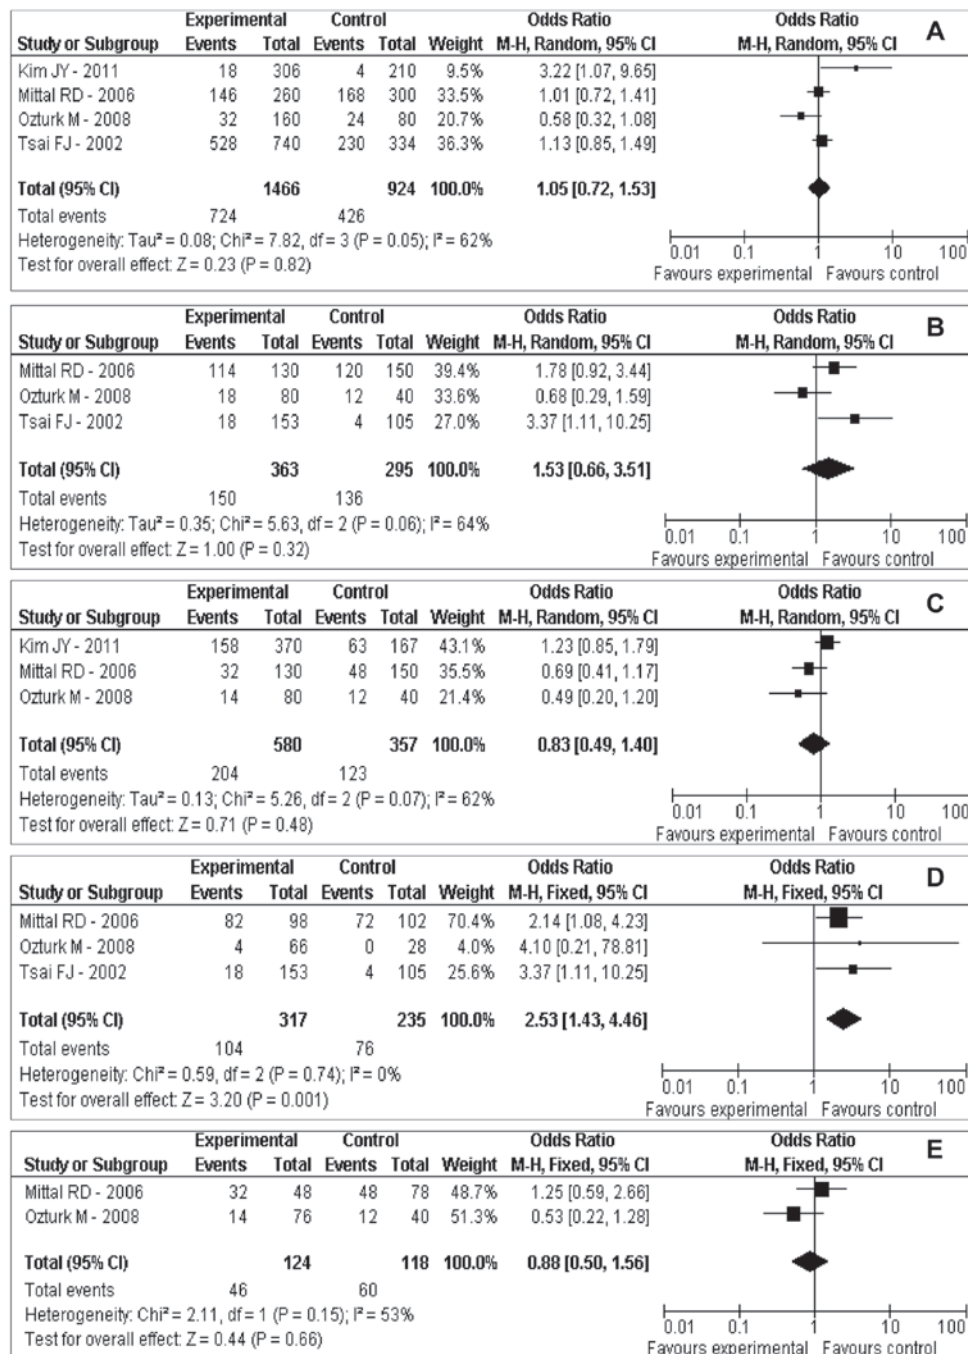 Experimental Control Odds Ratio Odds Ratio A
Study or Subgroup Events Total Events Total Weight M-H, Random, 95% CI M-H, Random, 95% CI
Kim JY - 2011 18 306 4 210 9.5% 3.22 [1.07, 9.65]
Mittal RD - 2006 146 260 168 300 33.5% 1.01 [0.72, 1.41]
Ozturk M - 2008 32 160 24 80 20.7% 0.58 [0.32, 1.08]
Tsai FJ - 2002 528 740 230 334 36.3% 1.13 [0.85, 1.49]
Total (95% CI) 1466 924 100.0% 1.05 [0.72, 1.53]
Total events 724 426
Heterogeneity: Tau² = 0.08; Chi² = 7.82, df = 3 (P = 0.05); I² = 62%
Test for overall effect: Z = 0.23 (P = 0.82)
0.01 0.1 1 10 100
Favours experimental Favours control
Experimental Control Odds Ratio Odds Ratio B
Study or Subgroup Events Total Events Total Weight M-H, Random, 95% CI M-H, Random, 95% CI
Mittal RD - 2006 114 130 120 150 39.4% 1.78 [0.92, 3.44]
Ozturk M - 2008 18 80 12 40 33.6% 0.68 [0.29, 1.59]
Tsai FJ - 2002 18 153 4 105 27.0% 3.37 [1.11, 10.25]
Total (95% CI) 363 295 100.0% 1.53 [0.66, 3.51]
Total events 150 136
Heterogeneity: Tau² = 0.35; Chi² = 5.63, df = 2 (P = 0.06); I² = 64%
Test for overall effect: Z = 1.00 (P = 0.32)
0.01 0.1 1 10 100
Favours experimental Favours control
Experimental Control Odds Ratio Odds Ratio C
Study or Subgroup Events Total Events Total Weight M-H, Random, 95% CI M-H, Random, 95% CI
Kim JY - 2011 158 370 63 167 43.1% 1.23 [0.85, 1.79]
Mittal RD - 2006 32 130 48 150 35.5% 0.69 [0.41, 1.17]
Ozturk M - 2008 14 80 12 40 21.4% 0.49 [0.20, 1.20]
Total (95% CI) 580 357 100.0% 0.83 [0.49, 1.40]
Total events 204 123
Heterogeneity: Tau² = 0.13; Chi² = 5.26, df = 2 (P = 0.07); I² = 62%
Test for overall effect: Z = 0.71 (P = 0.48)
0.01 0.1 1 10 100
Favours experimental Favours control
Experimental Control Odds Ratio Odds Ratio D
Study or Subgroup Events Total Events Total Weight M-H, Fixed, 95% CI M-H, Fixed, 95% CI
Mittal RD - 2006 82 98 72 102 70.4% 2.14 [1.08, 4.23]
Ozturk M - 2008 4 66 0 28 4.0% 4.10 [0.21, 78.81]
Tsai FJ - 2002 18 153 4 105 25.6% 3.37 [1.11, 10.25]
Total (95% CI) 317 235 100.0% 2.53 [1.43, 4.46]
Total events 104 76
Heterogeneity: Chi² = 0.59, df = 2 (P = 0.74); I² = 0%
Test for overall effect: Z = 3.20 (P = 0.001)
0.01 0.1 1 10 100
Favours experimental Favours control
Experimental Control Odds Ratio Odds Ratio E
Study or Subgroup Events Total Events Total Weight M-H, Fixed, 95% CI M-H, Fixed, 95% CI
Mittal RD - 2006 32 48 48 78 48.7% 1.25 [0.59, 2.66]
Ozturk M - 2008 14 76 12 40 51.3% 0.53 [0.22, 1.28]
Total (95% CI) 124 118 100.0% 0.88 [0.50, 1.56]
Total events 46 60
Heterogeneity: Chi² = 2.11, df = 1 (P = 0.15); I² = 53%
Test for overall effect: Z = 0.44 (P = 0.66)
0.01 0.1 1 10 100
Favours experimental Favours control